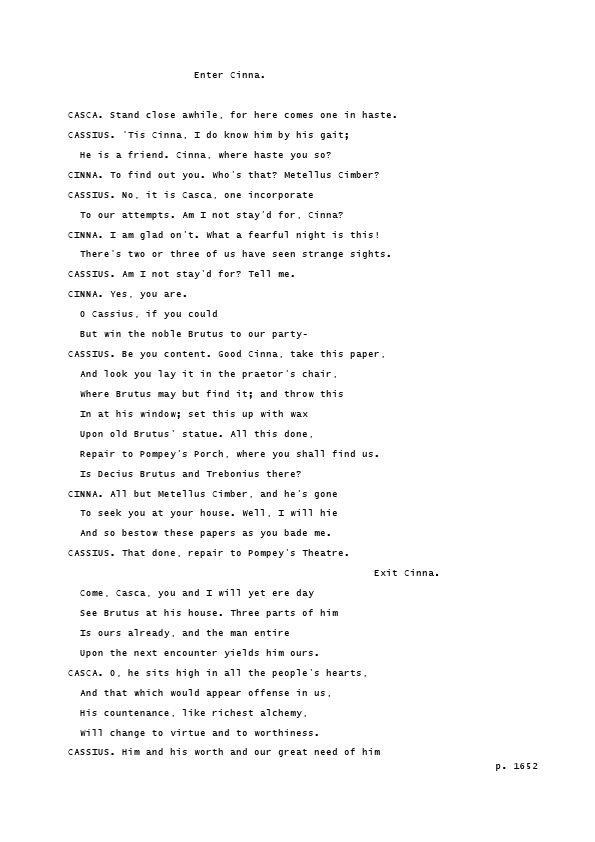 Enter Cinna.
CASCA. Stand close awhile, for here comes one in haste.
CASSIUS. 'Tis Cinna, I do know him by his gait;
He is a friend. Cinna, where haste you so?
CINNA. To find out you. Who's that? Metellus Cimber?
CASSIUS. No, it is Casca, one incorporate
To our attempts. Am I not stay'd for, Cinna?
CINNA. I am glad on't. What a fearful night is this!
There's two or three of us have seen strange sights.
CASSIUS. Am I not stay'd for? Tell me.
CINNA. Yes, you are.
O Cassius, if you could
But win the noble Brutus to our party-
CASSIUS. Be you content. Good Cinna, take this paper,
And look you lay it in the praetor's chair,
Where Brutus may but find it; and throw this
In at his window; set this up with wax
Upon old Brutus' statue. All this done,
Repair to Pompey's Porch, where you shall find us.
Is Decius Brutus and Trebonius there?
CINNA. All but Metellus Cimber, and he's gone
To seek you at your house. Well, I will hie
And so bestow these papers as you bade me.
CASSIUS. That done, repair to Pompey's Theatre.
Exit Cinna.
Come, Casca, you and I will yet ere day
See Brutus at his house. Three parts of him
Is ours already, and the man entire
Upon the next encounter yields him ours.
CASCA. O, he sits high in all the people's hearts,
And that which would appear offense in us,
His countenance, like richest alchemy,
Will change to virtue and to worthiness.
CASSIUS. Him and his worth and our great need of him
p. 1652